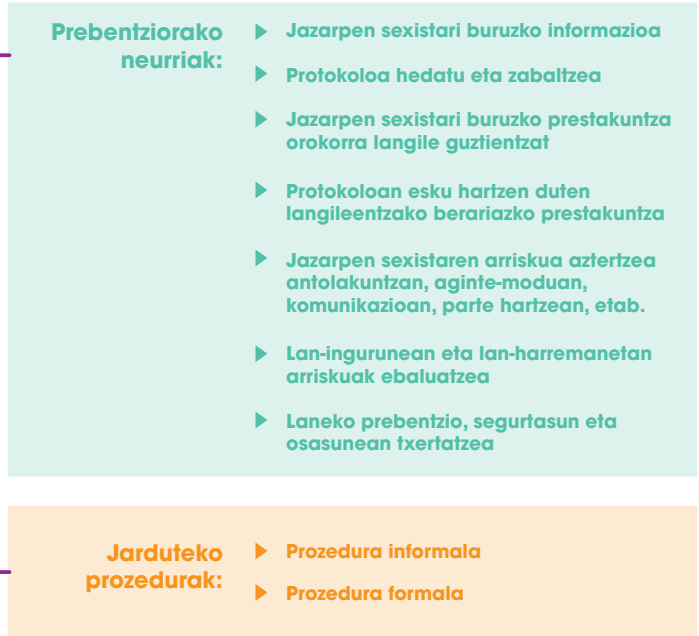 Prebentziorako
neurriak:
Jazarpen sexistari buruzko informazioa
Protokoloa hedatu eta zabaltzea
Jazarpen sexistari buruzko prestakuntza
orokorra langile guztientzat
Protokoloan esku hartzen duten
langileentzako berariazko prestakuntza
Jazarpen sexistaren arriskua aztertzea
antolakuntzan, aginte-moduan,
komunikazioan, parte hartzean, etab.
Lan-ingurunean eta lan-harremanetan
arriskuak ebaluatzea
Laneko prebentzio, segurtasun eta
osasunean txertatzea
Jarduteko
prozedurak:
Prozedura informala
Prozedura formala